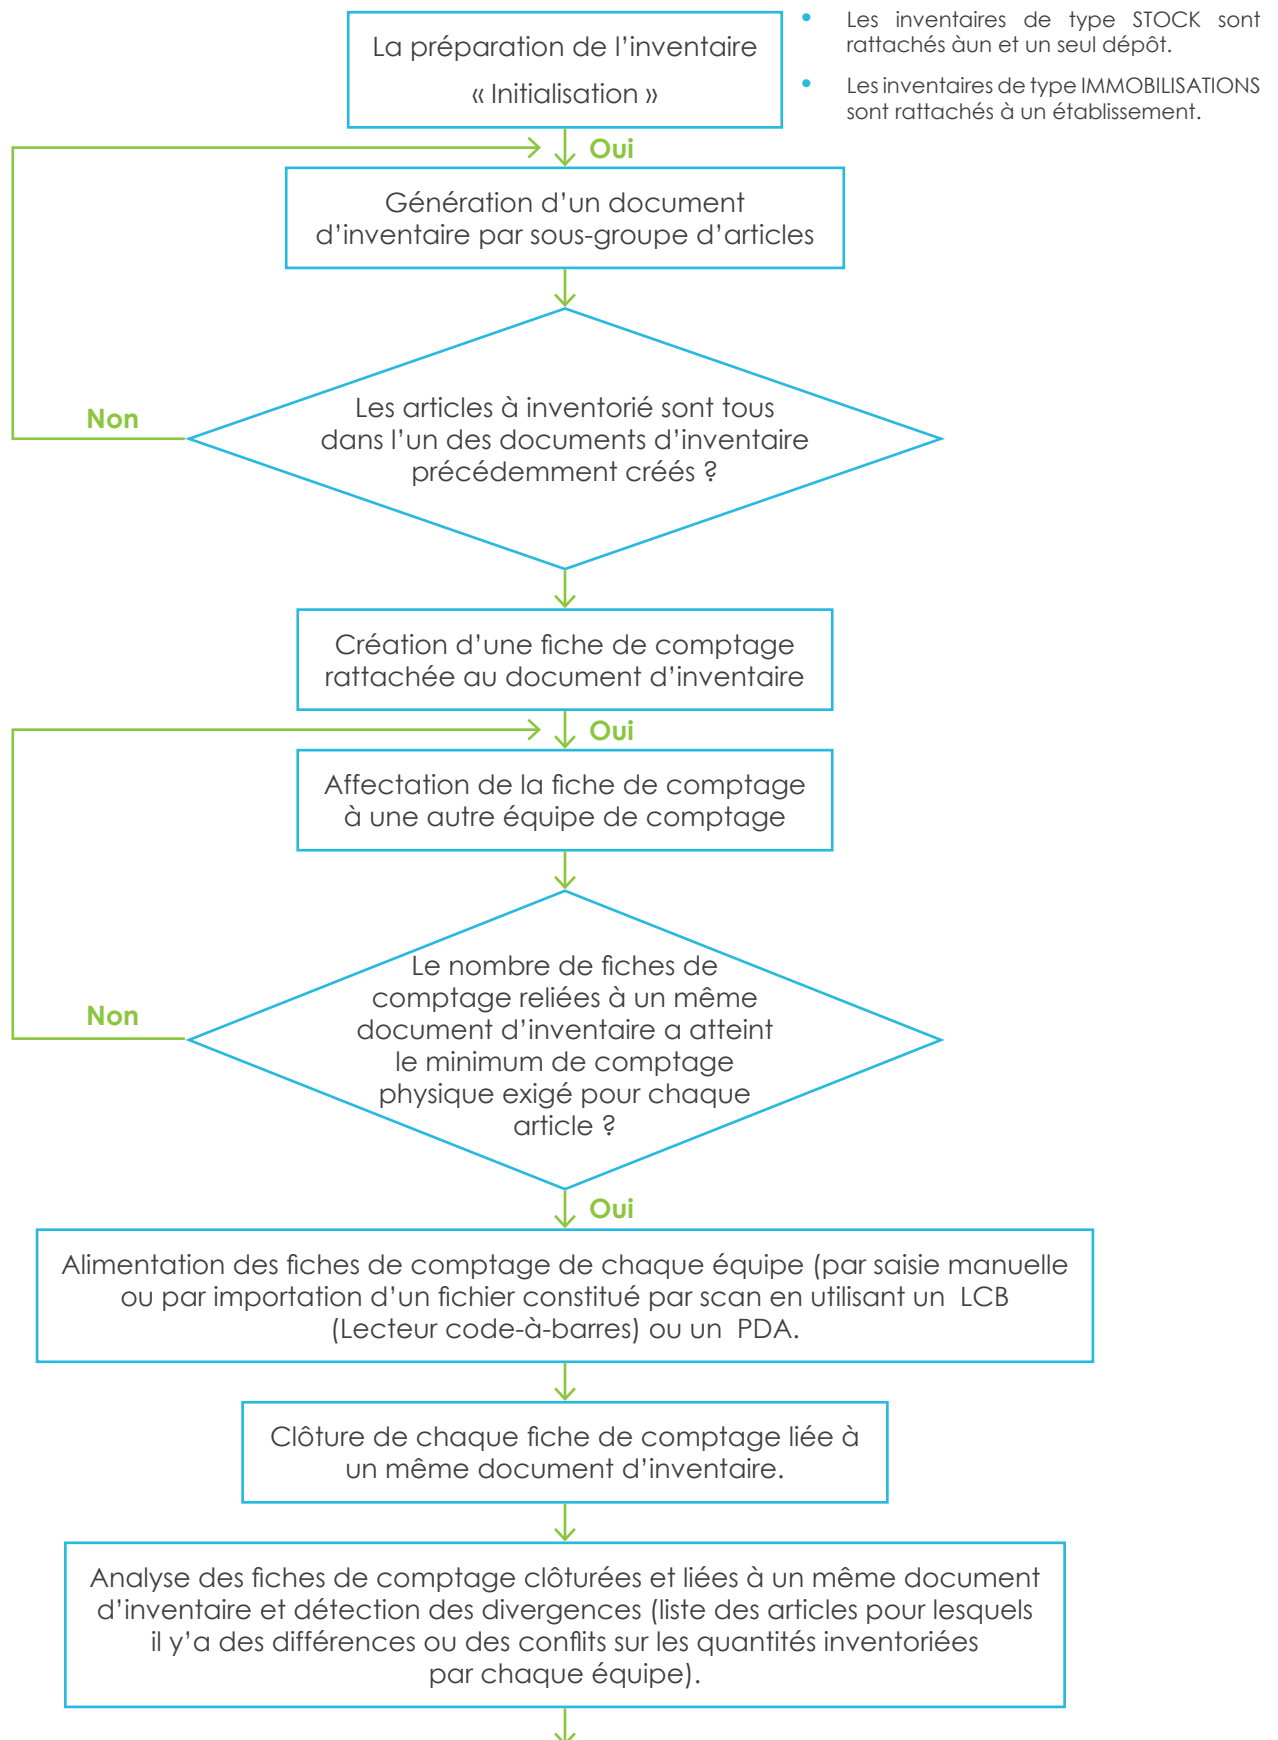 La préparation de l’inventaire
« Initialisation »
• Les inventaires de type STOCK sont
rattachés àun et un seul dépôt.
• Les inventaires de type IMMOBILISATIONS
sont rattachés à un établissement.
Oui
Génération d’un document
d’inventaire par sous-groupe d’articles
Non
Les articles à inventorié sont tous
dans l’un des documents d’inventaire
précédemment créés ?
Création d’une fiche de comptage
rattachée au document d’inventaire
Oui
Affectation de la fiche de comptage
à une autre équipe de comptage
Non
Le nombre de fiches de
comptage reliées à un même
document d’inventaire a atteint
le minimum de comptage
physique exigé pour chaque
article ?
Oui
Alimentation des fiches de comptage de chaque équipe (par saisie manuelle
ou par importation d’un fichier constitué par scan en utilisant un LCB
(Lecteur code-à-barres) ou un PDA.
Clôture de chaque fiche de comptage liée à
un même document d’inventaire.
Analyse des fiches de comptage clôturées et liées à un même document
d’inventaire et détection des divergences (liste des articles pour lesquels
il y’a des différences ou des conflits sur les quantités inventoriées
par chaque équipe).